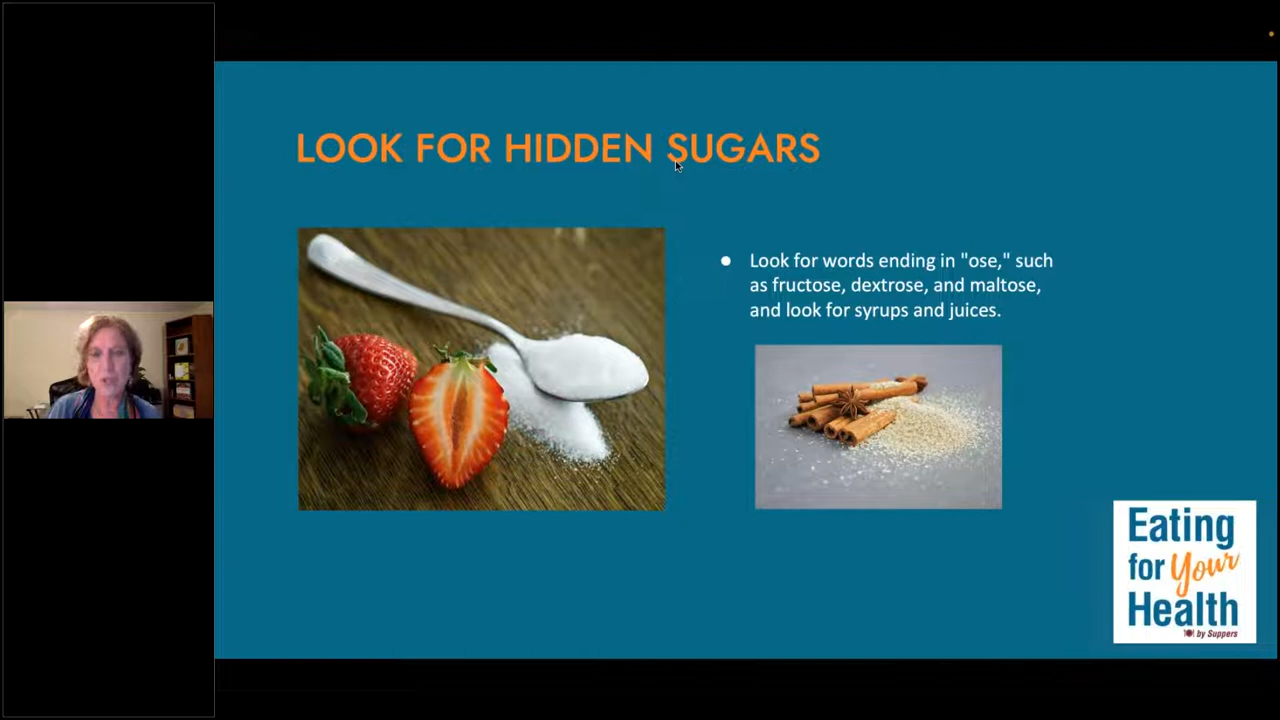 LOOK FOR HIDDEN SUGARS
Look for words ending in "ose," such
as fructose, dextrose, and maltose,
and look for syrups and juices.
Eating
for Your
Health
by Suppers